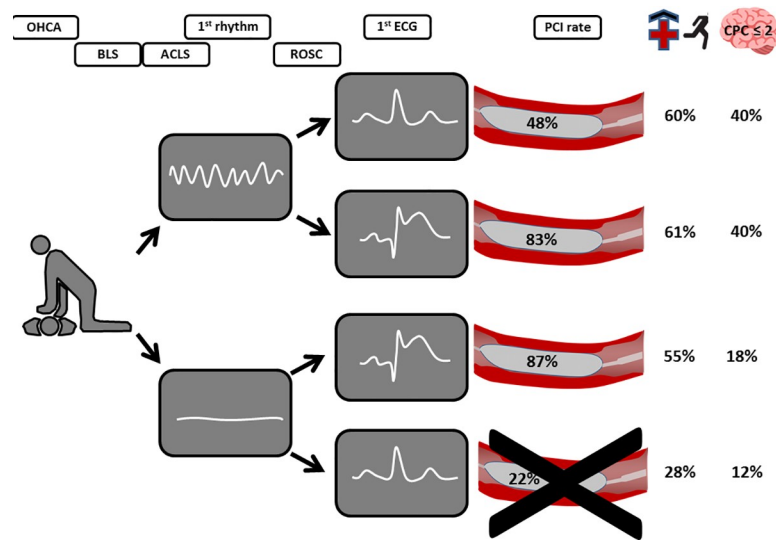 OHCA
BLS
ACLS
1st rhythm
ROSC
1st ECG
PCI rate
CPC ≤ 2
48%
60%
40%
83%
61%
40%
87%
55%
18%
22%
28%
12%